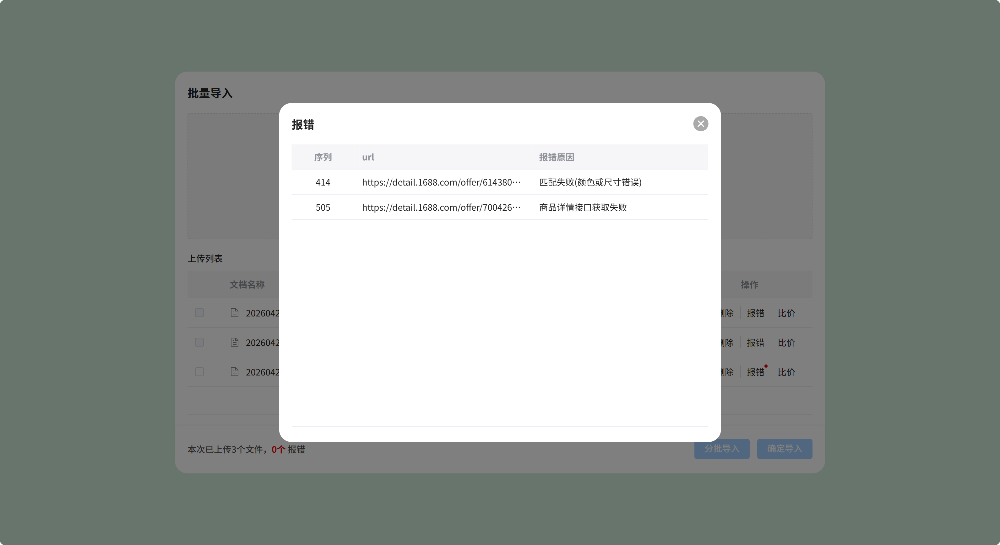 批量导入
报错
序列 url 报错原因
414 https://detail.1688.com/offer/614380··· 匹配失败(颜色或尺寸错误)
505 https://detail.1688.com/offer/700426··· 商品详情接口获取失败
上传列表
文档名称 操作
2026042 删除 报错 比价
2026042 删除 报错 比价
2026042 删除 报错 比价
本次已上传3个文件，0个 报错 分批导入 确定导入